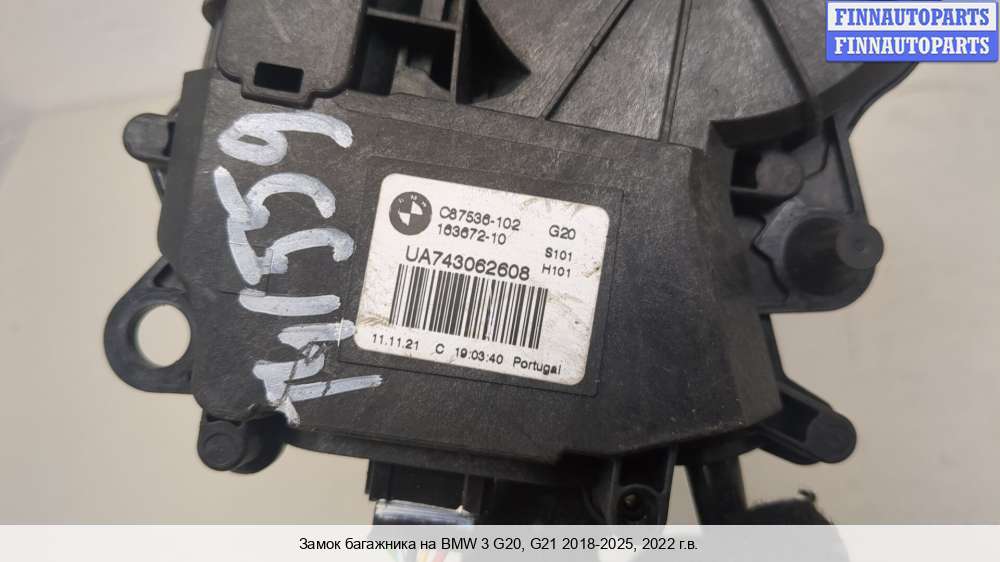 FINNAUTOPARTS
FINNAUTOPARTS
C87536-102
163672-10
G20
S101
H101
UA743062608
11.11.21 C 19:03:40 Portugal
Замок багажника на BMW 3 G20, G21 2018-2025, 2022 г.в.